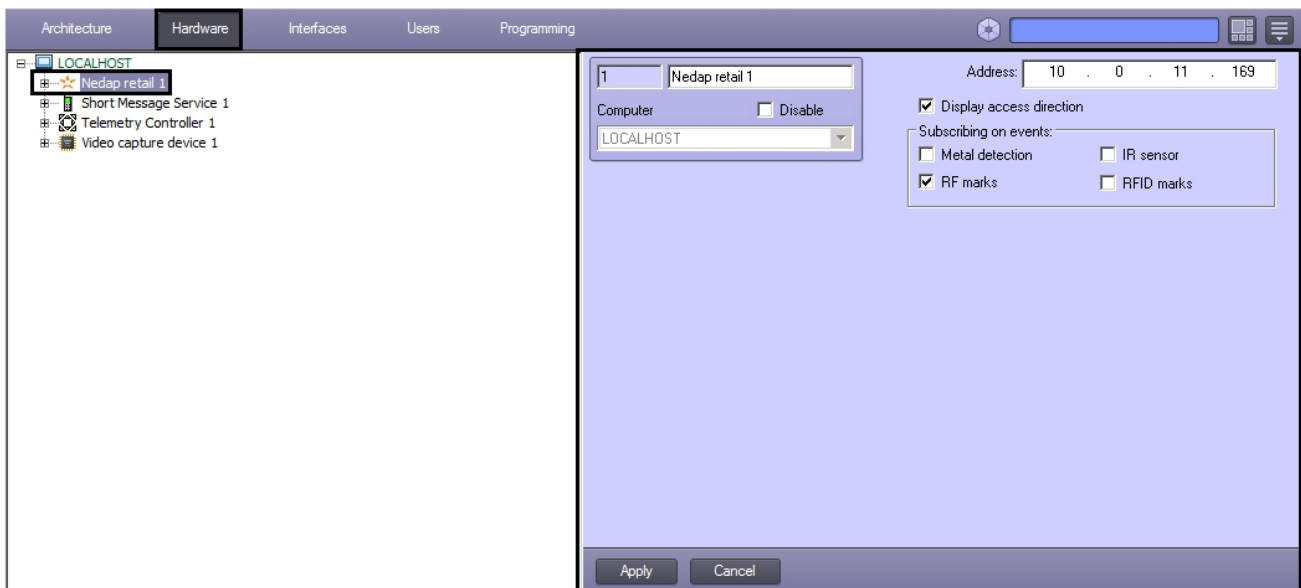 Architecture Hardware Interfaces Users Programming
LOCALHOST
Nedap retail 1
Short Message Service 1
Telemetry Controller 1
Video capture device 1
1 Nedap retail 1
Computer Disable
LOCALHOST
Address: 10 . 0 . 11 . 169
Display access direction
Subscribing on events:
Metal detection IR sensor
RF marks RFID marks
Apply Cancel